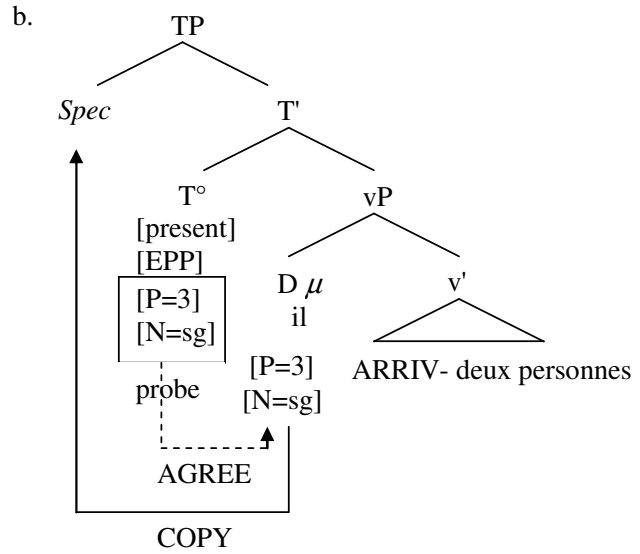 b.
TP
Spec T'
T° vP
[present]
[EPP] D μ v'
[P=3] il
[N=sg]
[P=3] ARRIV- deux personnes
probe [N=sg]
AGREE
COPY